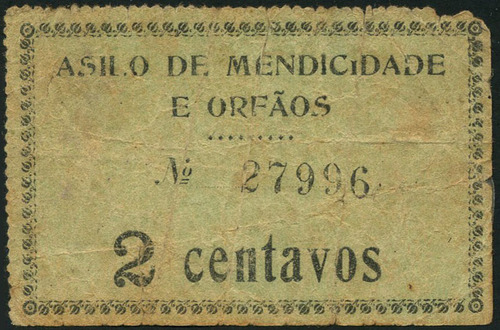 ASILO DE MENDICIDADE
E ORFÃOS
.........
Nº 27996
2 centavos